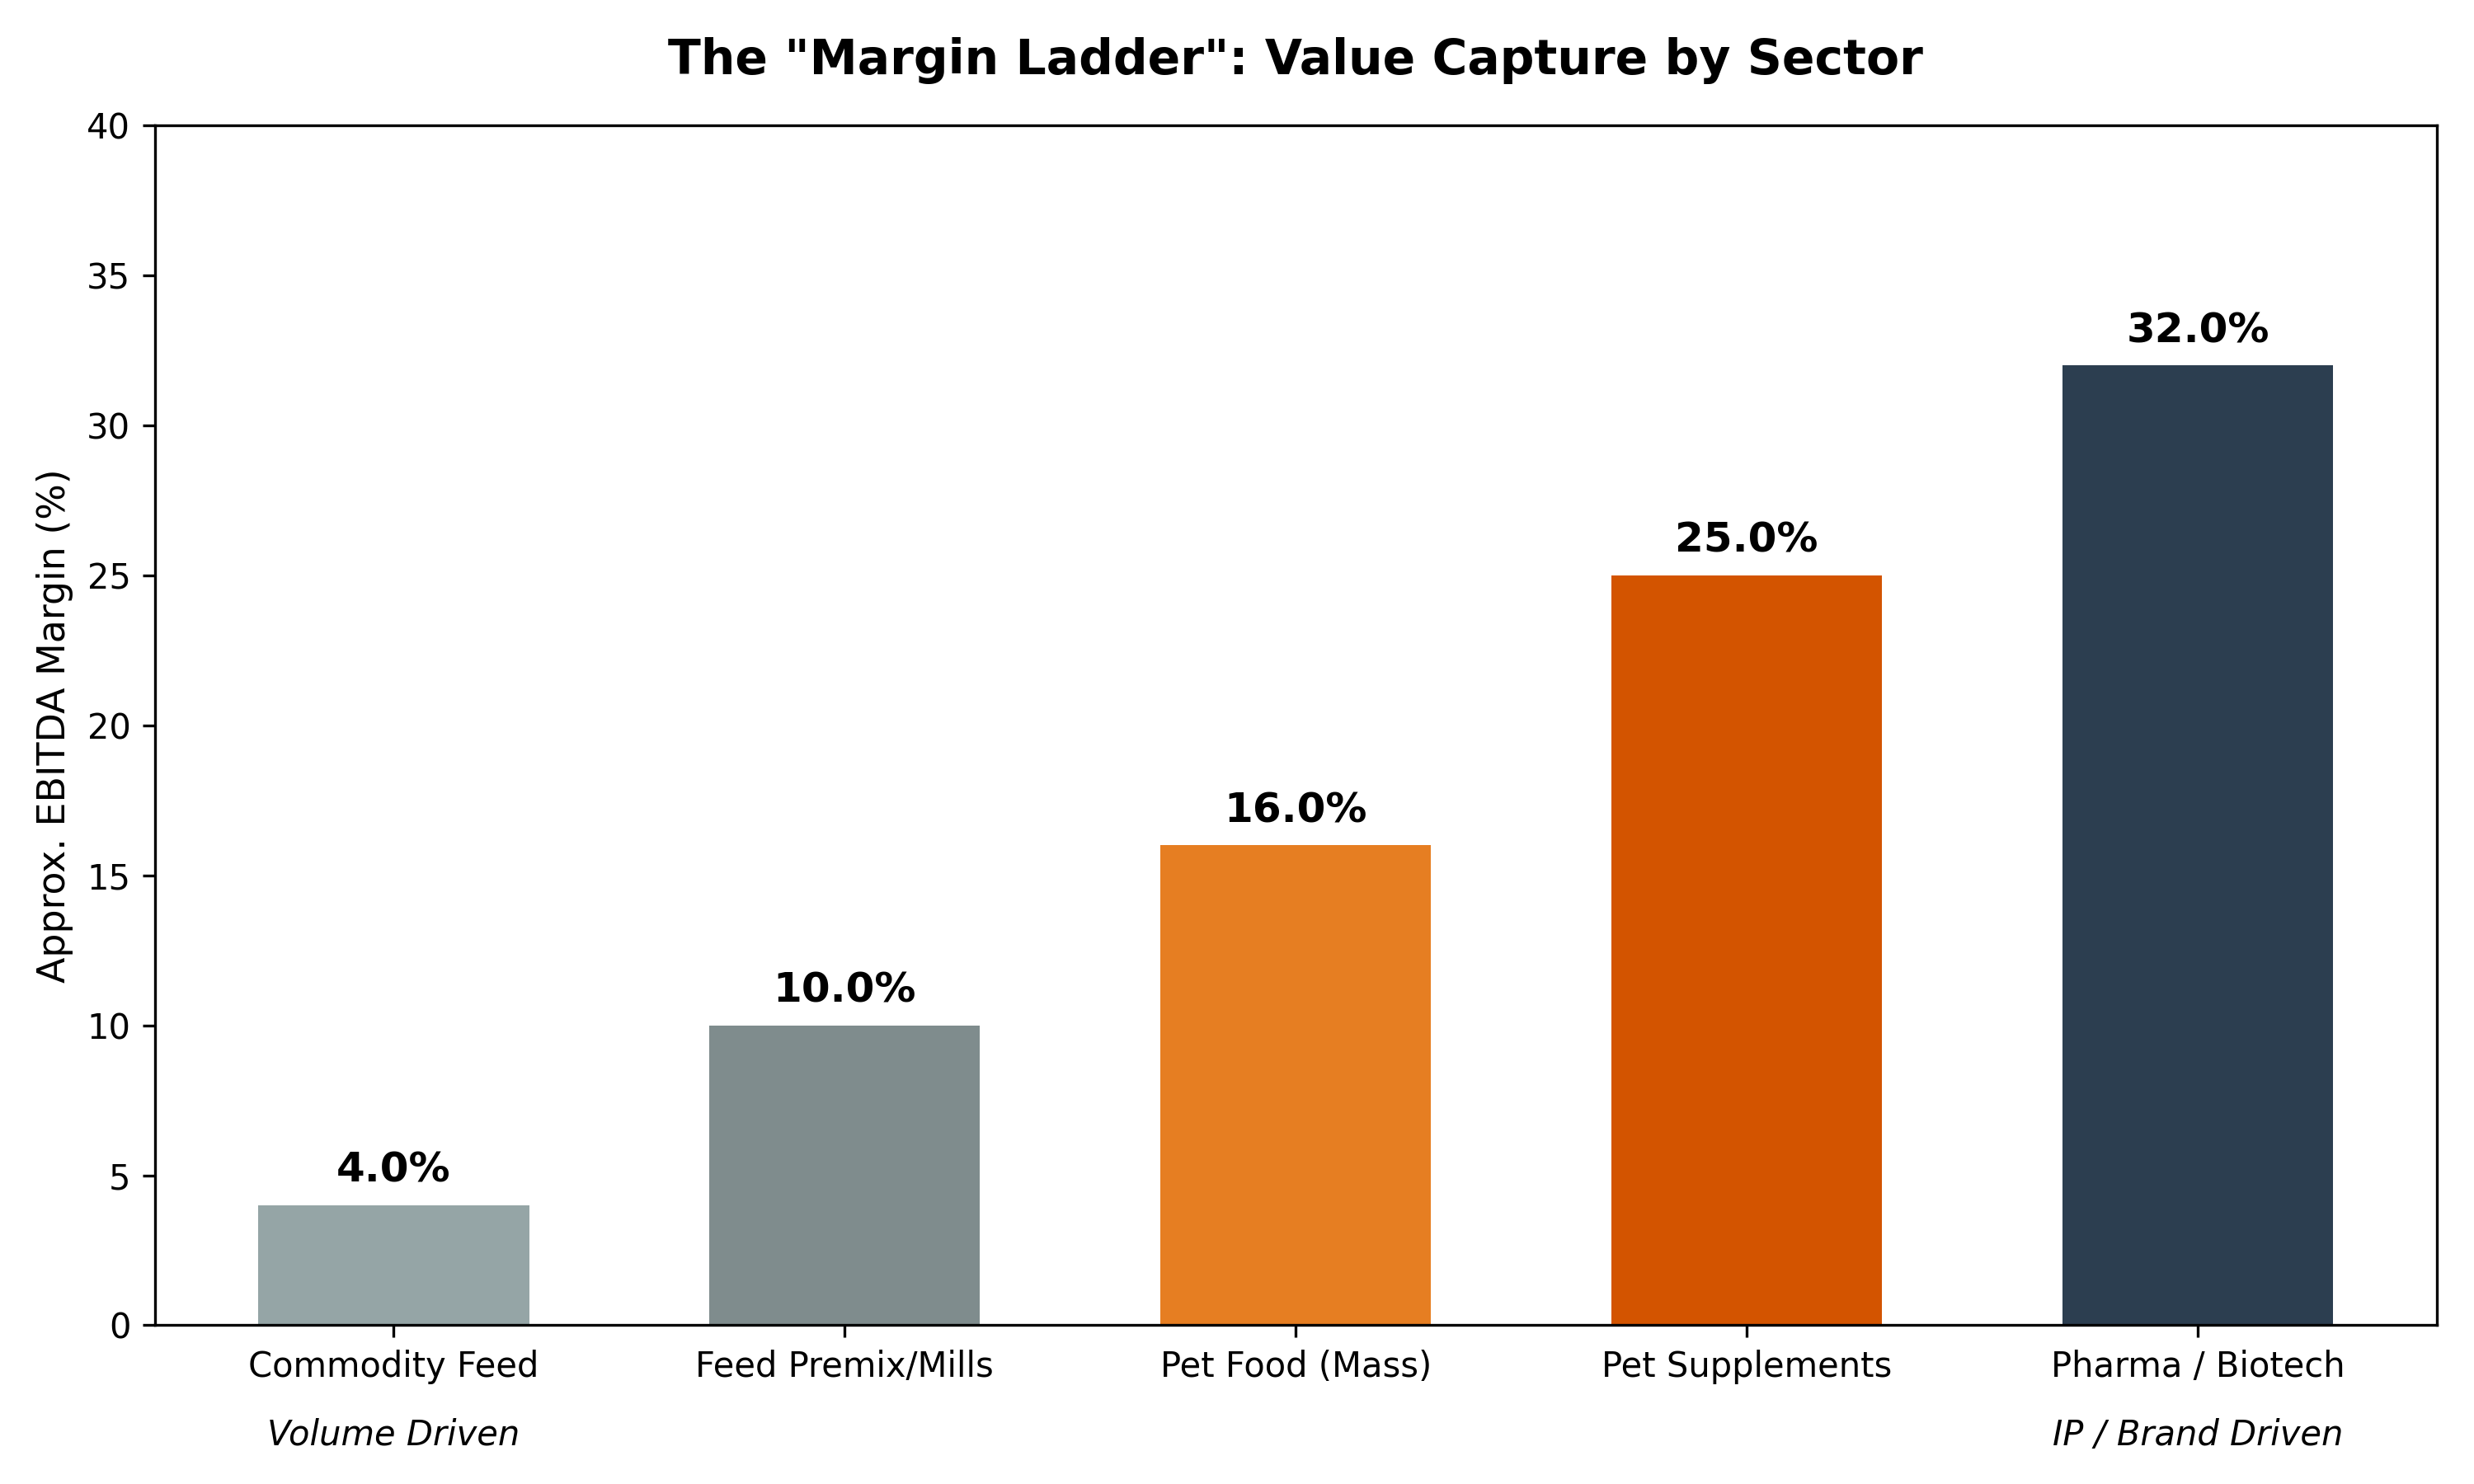 The "Margin Ladder": Value Capture by Sector
Approx. EBITDA Margin (%)
40
35
30
25
20
15
10
5
0
4.0%
10.0%
16.0%
25.0%
32.0%
Commodity Feed
Feed Premix/Mills
Pet Food (Mass)
Pet Supplements
Pharma / Biotech
Volume Driven
IP / Brand Driven